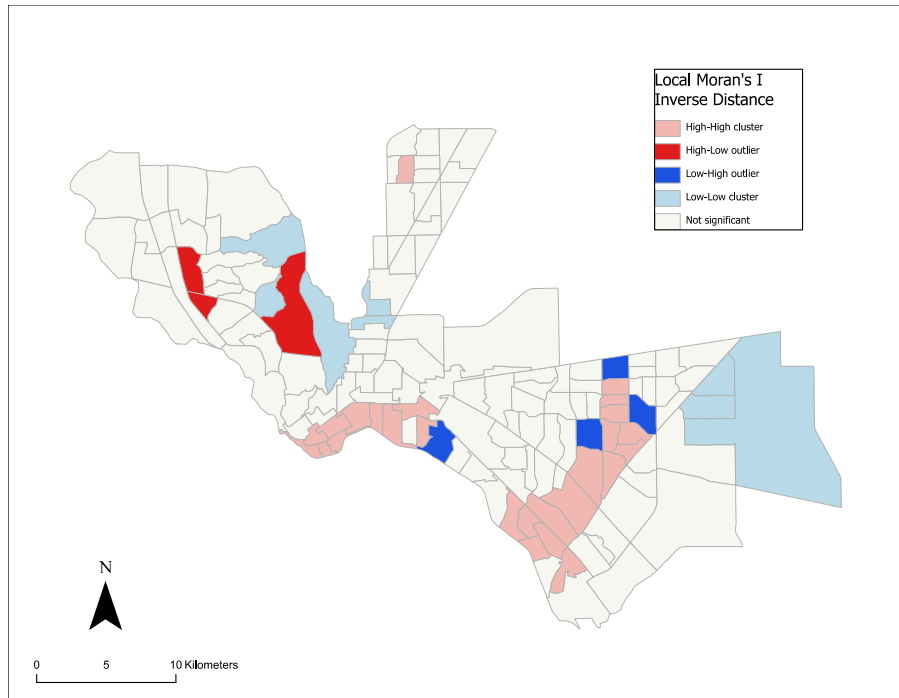 Local Moran's I
Inverse Distance
High-High cluster
High-Low outlier
Low-High outlier
Low-Low cluster
Not significant
N
0 5 10 Kilometers